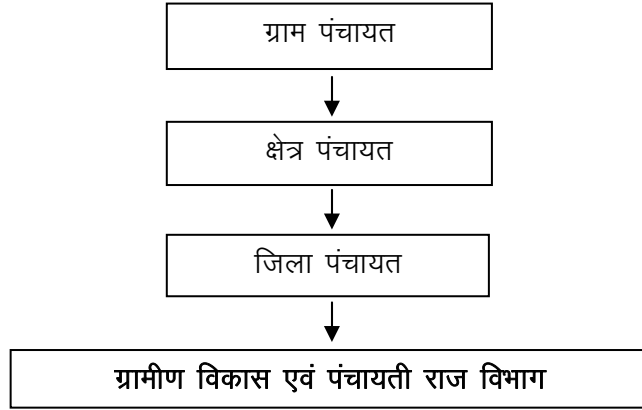 ग्राम पंचायत
क्षेत्र पंचायत
जिला पंचायत
ग्रामीण विकास एवं पंचायती राज विभाग